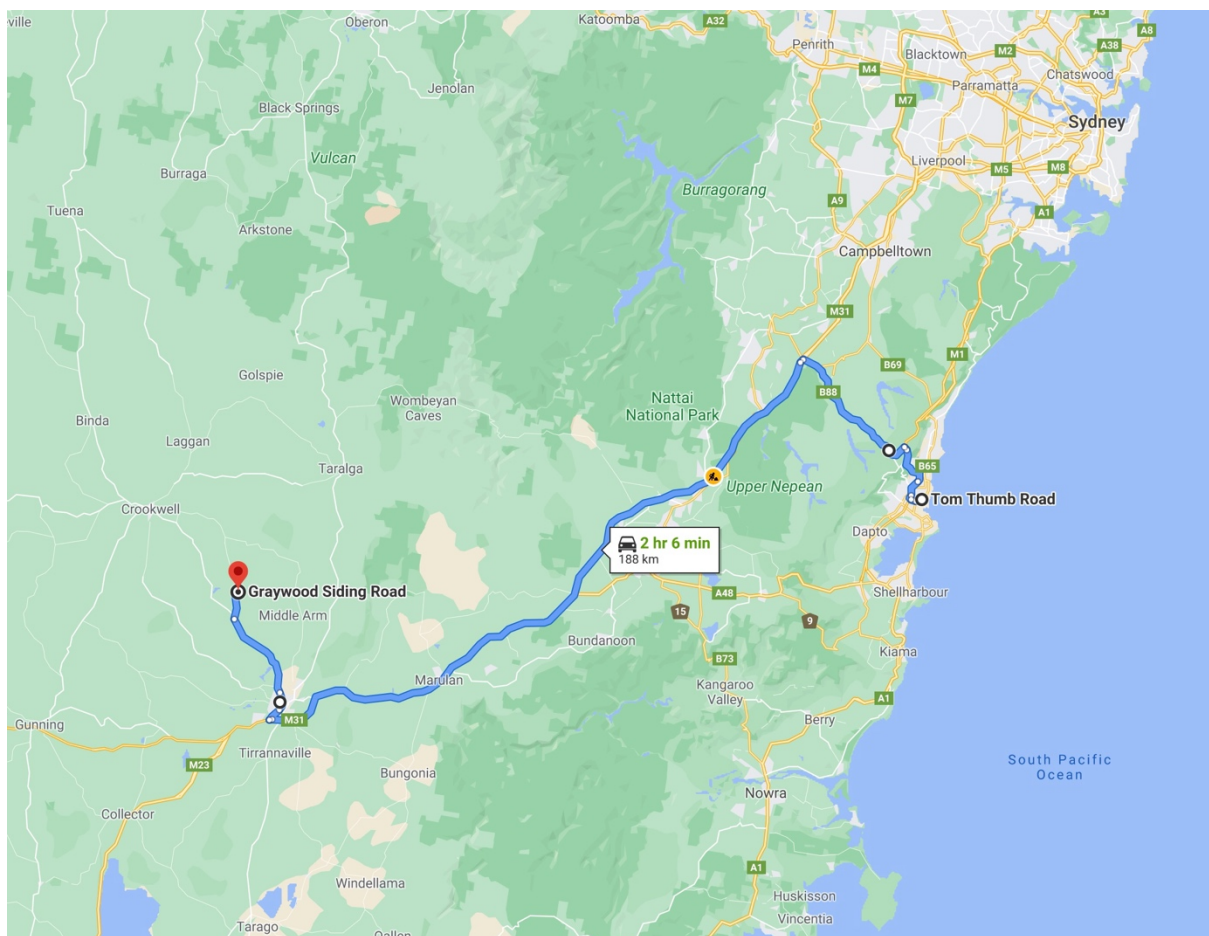 Oberon
Katoomba
A32
A3
A8
Penrith
Blacktown
M2
A38
M4
Chatswood
Jenolan
Parramatta
M7
Black Springs
Sydney
Vulcan
Liverpool
M5
M8
Burraga
Burragorang
A9
Tuena
A1
Arkstone
Campbelltown
M31
M1
B69
Golspie
B88
Nattai
National Park
Wombeyan
Caves
Binda
Laggan
Taralga
B65
Upper Nepean
Tom Thumb Road
Crookwell
Dapto
2 hr 6 min
188 km
Graywood Siding Road
A48
Shellharbour
Middle Arm
15
9
Bundanoon
Kiama
B73
Marulan
Kangaroo
Valley
A1
Gunning
M31
Berry
Tirrannaville
M23
South Pacific
Ocean
Bungonia
Nowra
Collector
A1
Windellama
Huskisson
Vincentia
Tarago